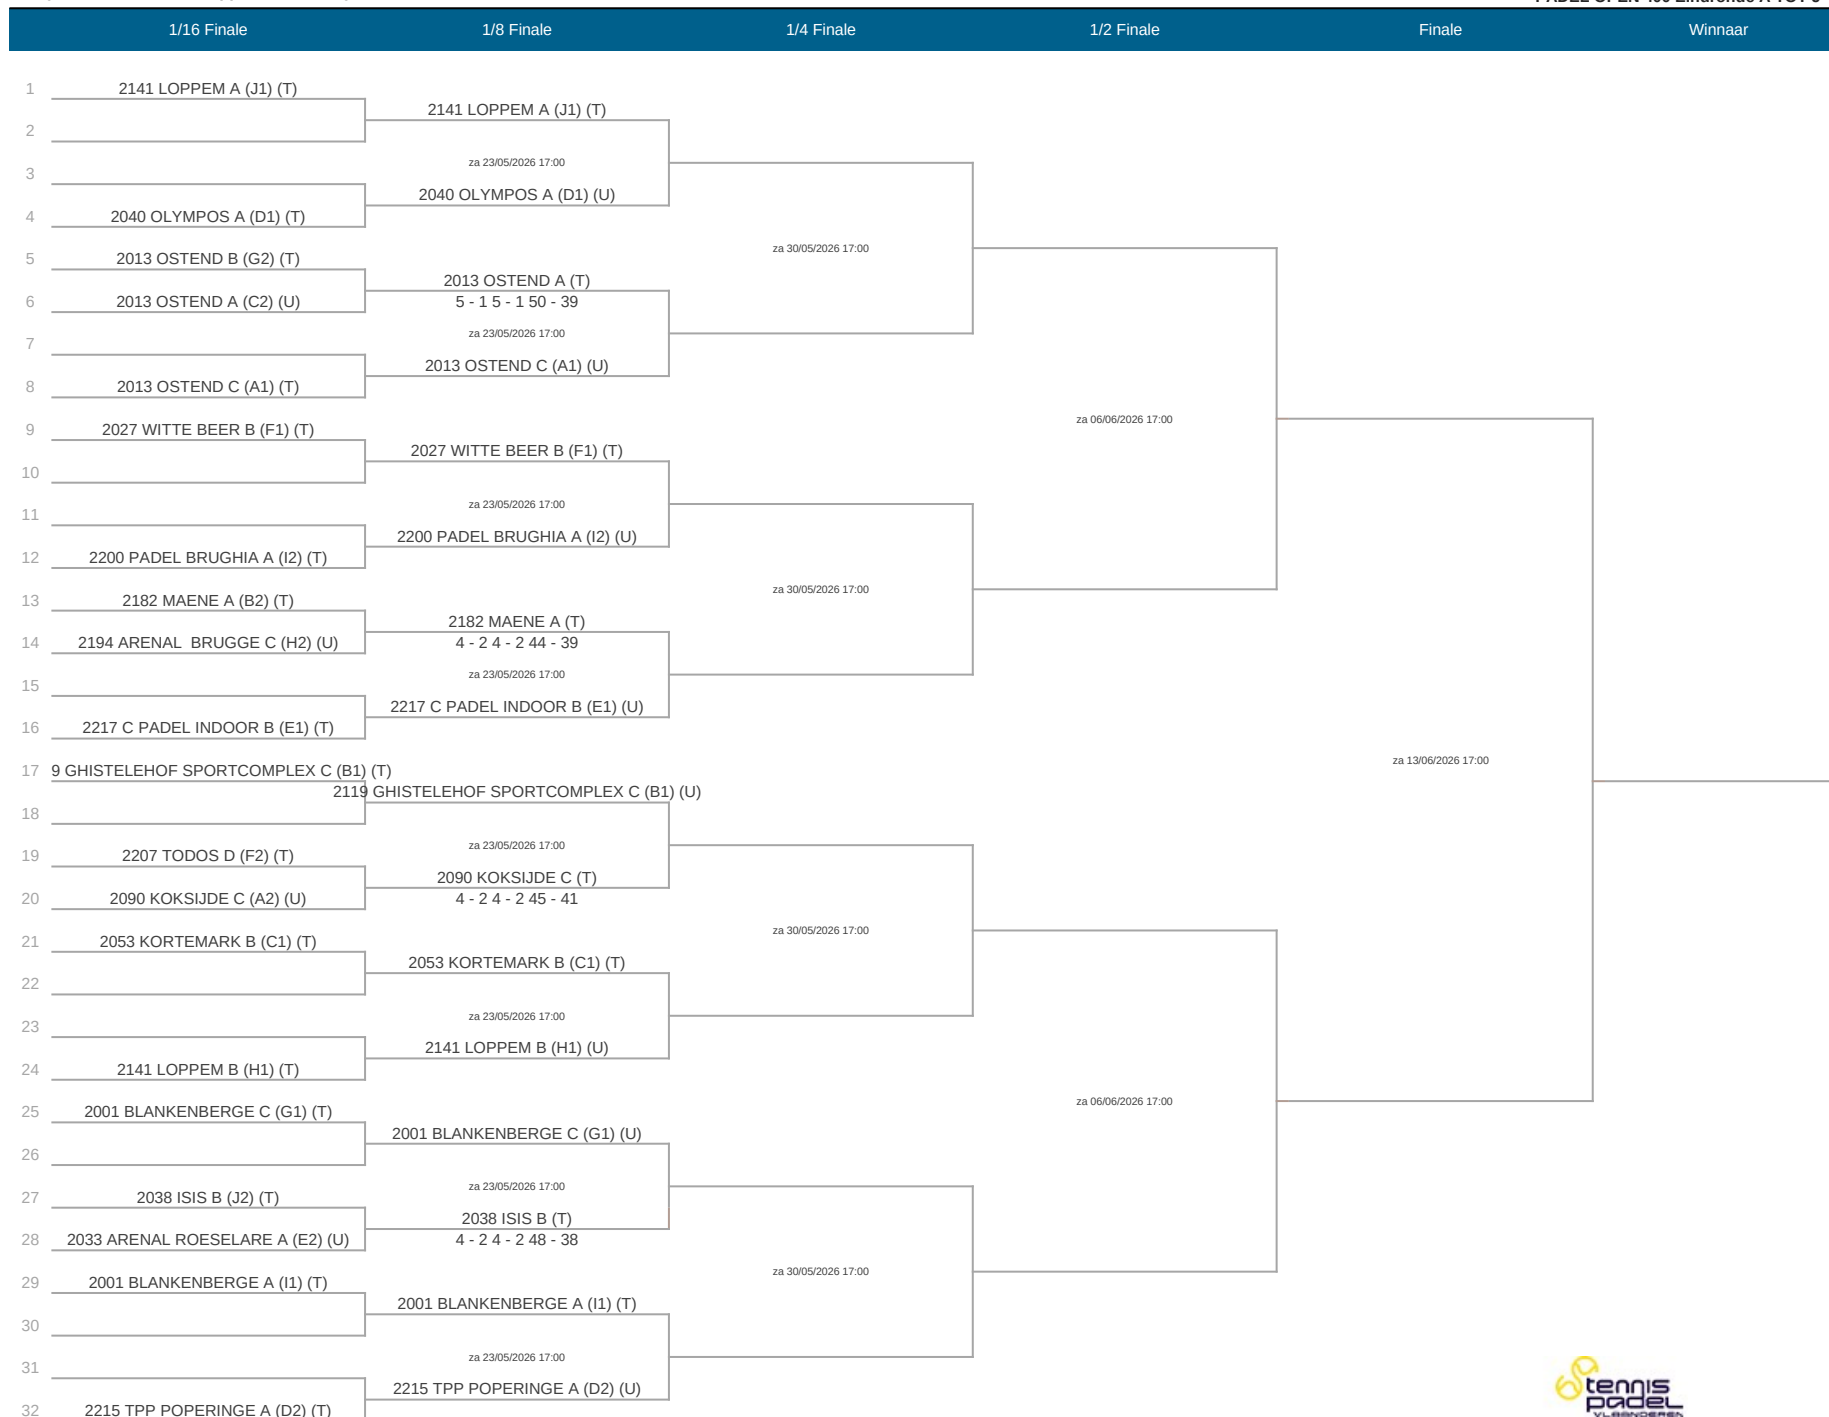 1/16 Finale 1/8 Finale 1/4 Finale 1/2 Finale Finale Winnaar
1 2141 LOPPEM A (J1) (T)
2141 LOPPEM A (J1) (T)
2
za 23/05/2026 17:00
3
2040 OLYMPOS A (D1) (U)
4 2040 OLYMPOS A (D1) (T)
za 30/05/2026 17:00
5 2013 OSTEND B (G2) (T)
2013 OSTEND A (T)
6 2013 OSTEND A (C2) (U) 5 - 1 5 - 1 50 - 39
za 23/05/2026 17:00
7
2013 OSTEND C (A1) (U)
8 2013 OSTEND C (A1) (T)
za 06/06/2026 17:00
9 2027 WITTE BEER B (F1) (T)
2027 WITTE BEER B (F1) (T)
10
za 23/05/2026 17:00
11
2200 PADEL BRUGHIA A (I2) (U)
12 2200 PADEL BRUGHIA A (I2) (T)
za 30/05/2026 17:00
13 2182 MAENE A (B2) (T)
2182 MAENE A (T)
14 2194 ARENAL  BRUGGE C (H2) (U) 4 - 2 4 - 2 44 - 39
za 23/05/2026 17:00
15
2217 C PADEL INDOOR B (E1) (U)
16 2217 C PADEL INDOOR B (E1) (T)
za 13/06/2026 17:00
17 9 GHISTELEHOF SPORTCOMPLEX C (B1) (T)
2119 GHISTELEHOF SPORTCOMPLEX C (B1) (U)
18
za 23/05/2026 17:00
19 2207 TODOS D (F2) (T)
2090 KOKSIJDE C (T)
20 2090 KOKSIJDE C (A2) (U) 4 - 2 4 - 2 45 - 41
za 30/05/2026 17:00
21 2053 KORTEMARK B (C1) (T)
2053 KORTEMARK B (C1) (T)
22
za 23/05/2026 17:00
23
2141 LOPPEM B (H1) (U)
24 2141 LOPPEM B (H1) (T)
za 06/06/2026 17:00
25 2001 BLANKENBERGE C (G1) (T)
2001 BLANKENBERGE C (G1) (U)
26
za 23/05/2026 17:00
27 2038 ISIS B (J2) (T)
2038 ISIS B (T)
28 2033 ARENAL ROESELARE A (E2) (U) 4 - 2 4 - 2 48 - 38
za 30/05/2026 17:00
29 2001 BLANKENBERGE A (I1) (T)
2001 BLANKENBERGE A (I1) (T)
30
za 23/05/2026 17:00
31
2215 TPP POPERINGE A (D2) (U)
32 2215 TPP POPERINGE A (D2) (T)
tennis
padel
VLAANDEREN